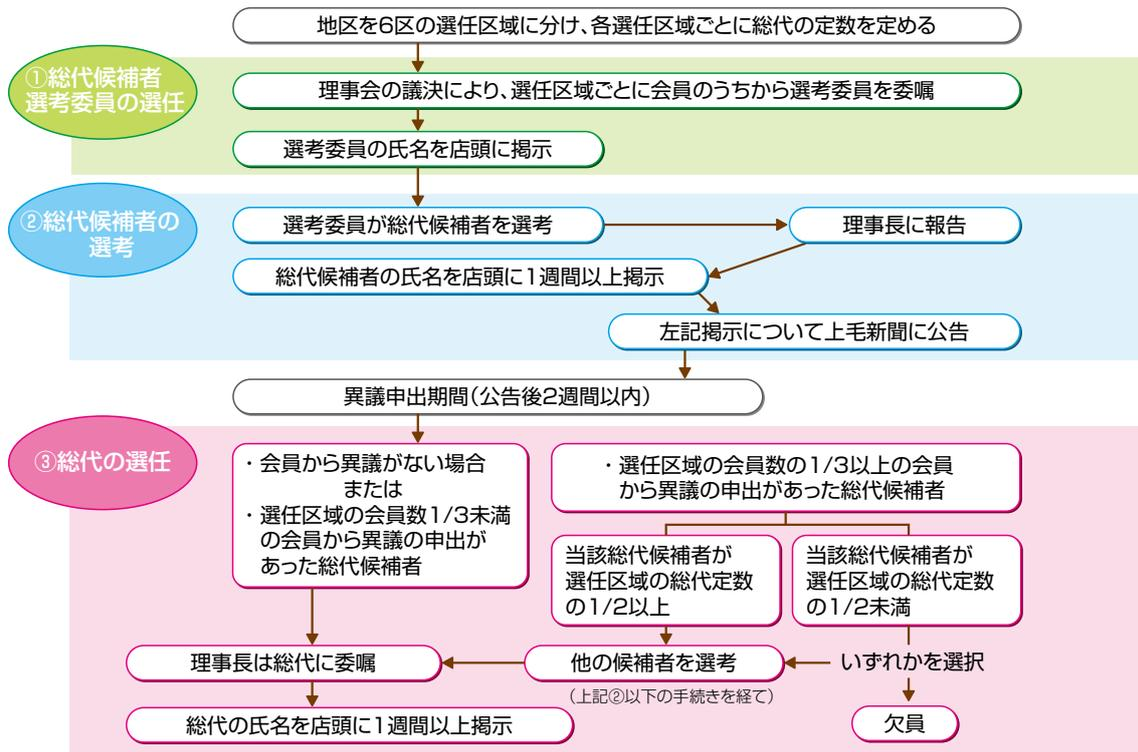 地区を6区の選任区域に分け、各選任区域ごとに総代の定数を定める
①総代候補者
選考委員の選任
理事会の議決により、選任区域ごとに会員のうちから選考委員を委嘱
選考委員の氏名を店頭に掲示
②総代候補者の
選考
選考委員が総代候補者を選考
理事長に報告
総代候補者の氏名を店頭に1週間以上掲示
左記掲示について上毛新聞に公告
異議申出期間（公告後2週間以内）
③総代の選任
・会員から異議がない場合
または
・選任区域の会員数1/3未満
の会員から異議の申出が
あった総代候補者
・選任区域の会員数の1/3以上の会員
から異議の申出があった総代候補者
当該総代候補者が
選任区域の総代定数
の1/2以上
当該総代候補者が
選任区域の総代定数
の1/2未満
理事長は総代に委嘱
他の候補者を選考
いずれかを選択
（上記②以下の手続きを経て）
総代の氏名を店頭に1週間以上掲示
欠員